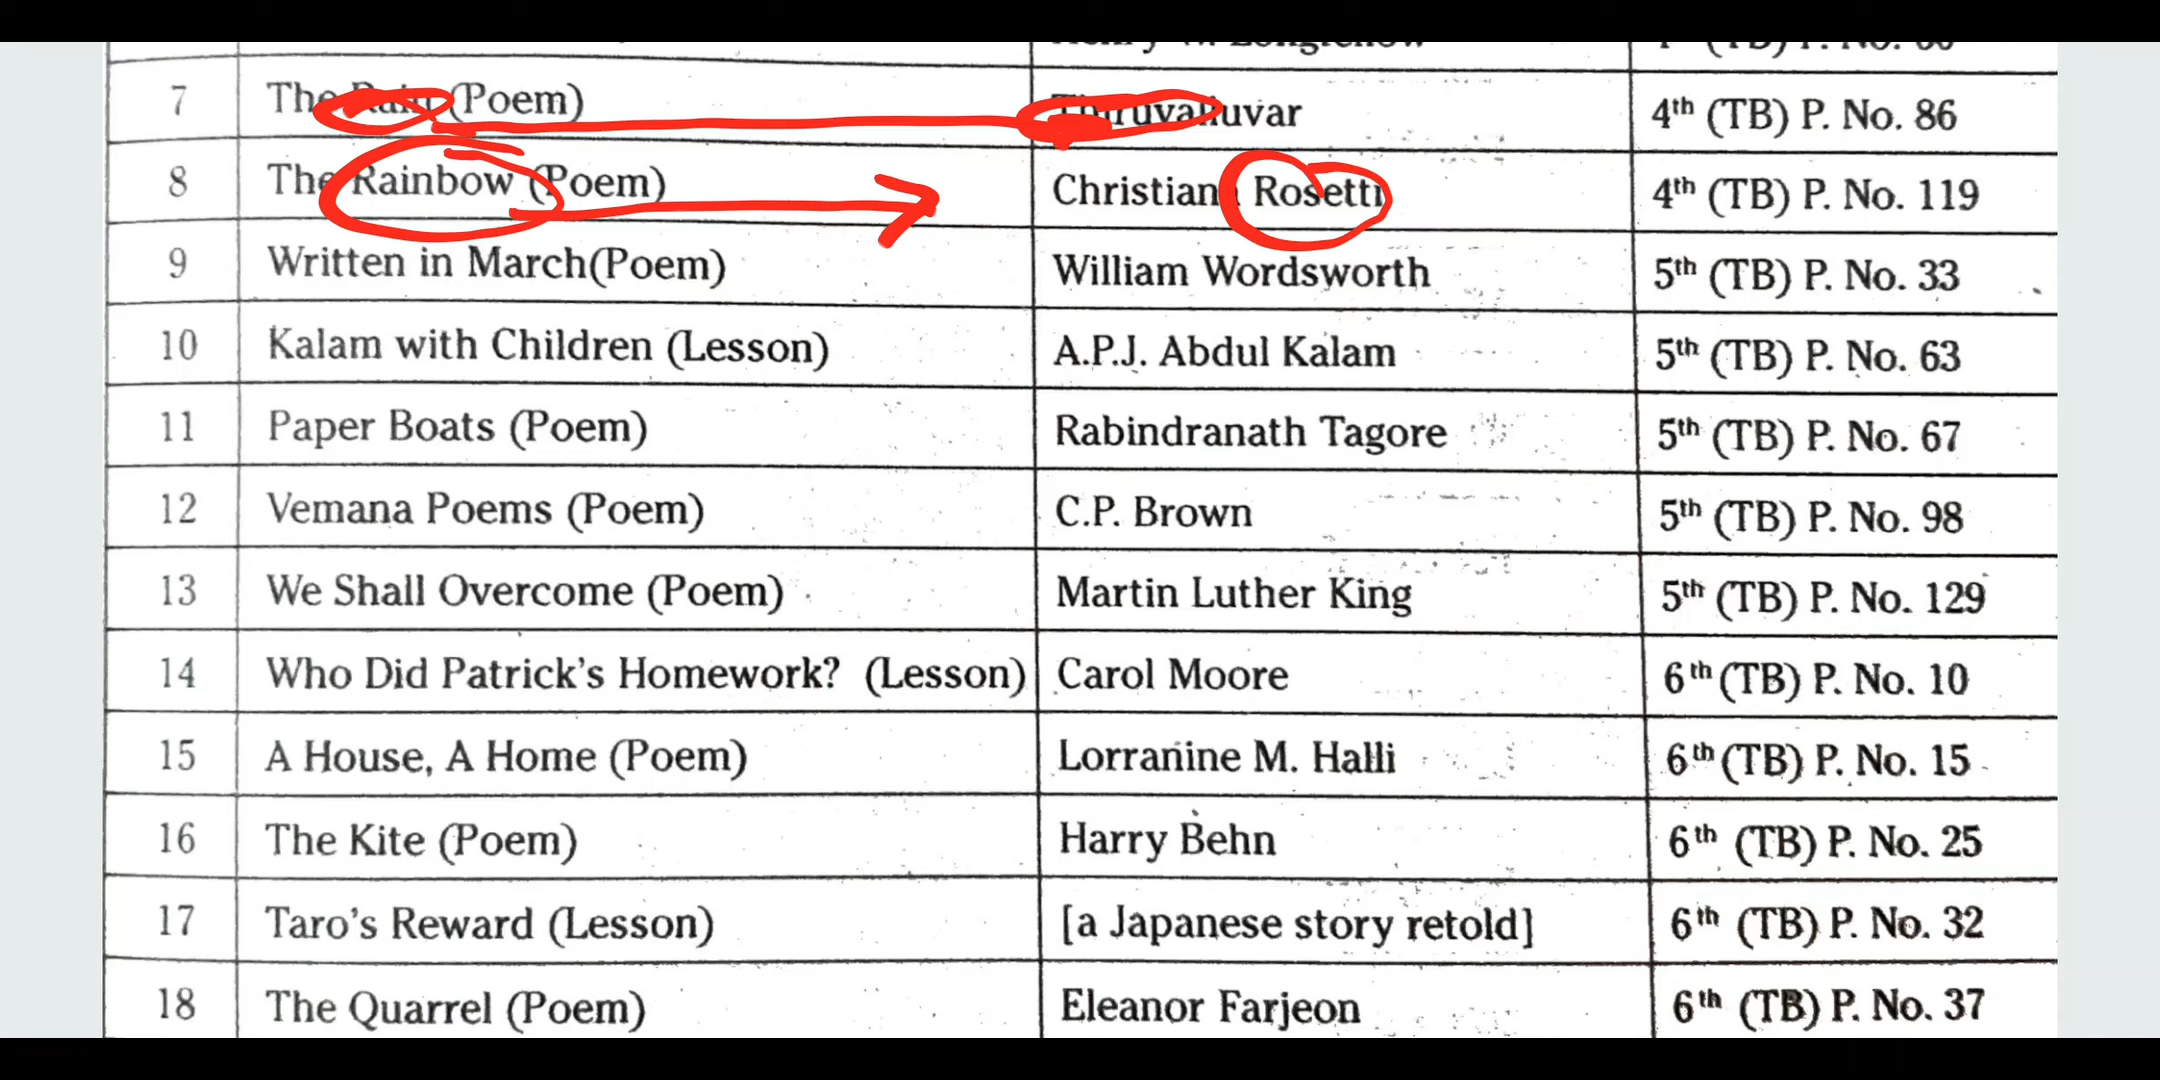 7 The Rain (Poem) Thiruvalluvar 4th (TB) P. No. 86
8 The Rainbow (Poem) Christiana Rosetti 4th (TB) P. No. 119
9 Written in March(Poem) William Wordsworth 5th (TB) P. No. 33
10 Kalam with Children (Lesson) A.P.J. Abdul Kalam 5th (TB) P. No. 63
11 Paper Boats (Poem) Rabindranath Tagore 5th (TB) P. No. 67
12 Vemana Poems (Poem) C.P. Brown 5th (TB) P. No. 98
13 We Shall Overcome (Poem) Martin Luther King 5th (TB) P. No. 129
14 Who Did Patrick's Homework? (Lesson) Carol Moore 6th (TB) P. No. 10
15 A House, A Home (Poem) Lorranine M. Halli 6th (TB) P. No. 15
16 The Kite (Poem) Harry Behn 6th (TB) P. No. 25
17 Taro's Reward (Lesson) [a Japanese story retold] 6th (TB) P. No. 32
18 The Quarrel (Poem) Eleanor Farjeon 6th (TB) P. No. 37